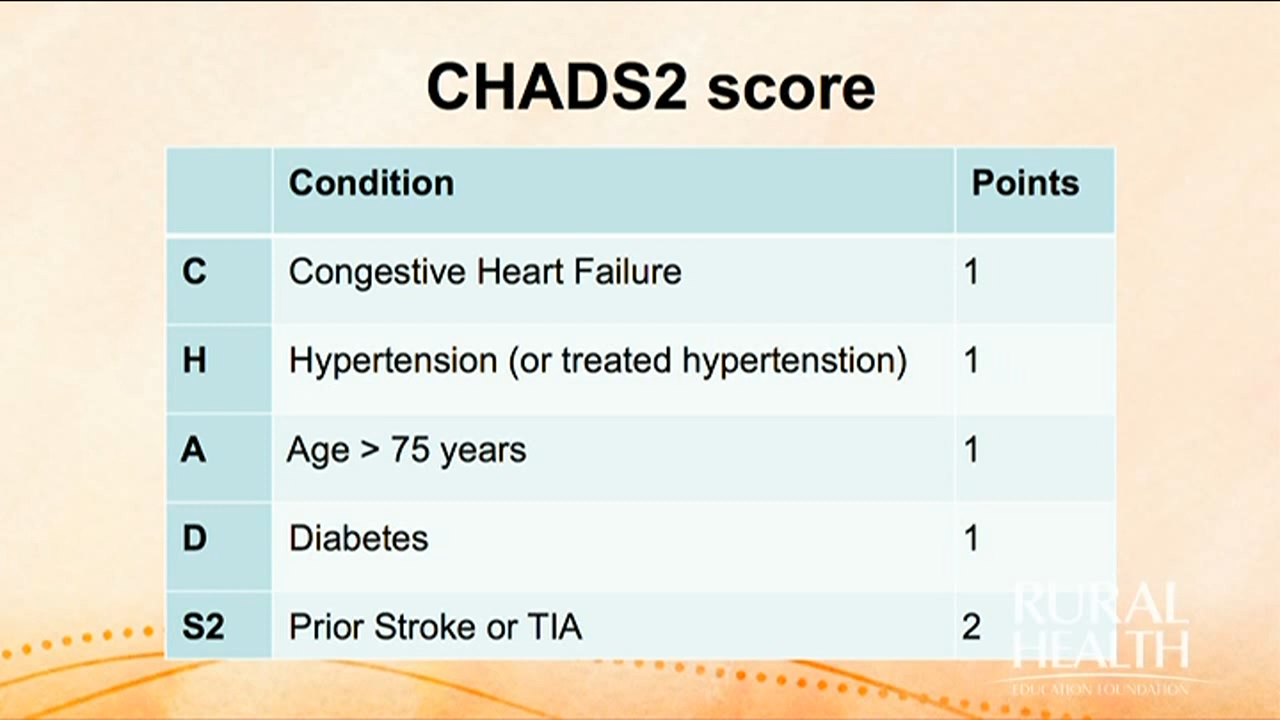 CHADS2 score
Condition Points
C Congestive Heart Failure 1
H Hypertension (or treated hypertenstion) 1
A Age > 75 years 1
D Diabetes 1
S2 Prior Stroke or TIA 2
RURAL
HEALTH
EDUCATION FOUNDATION